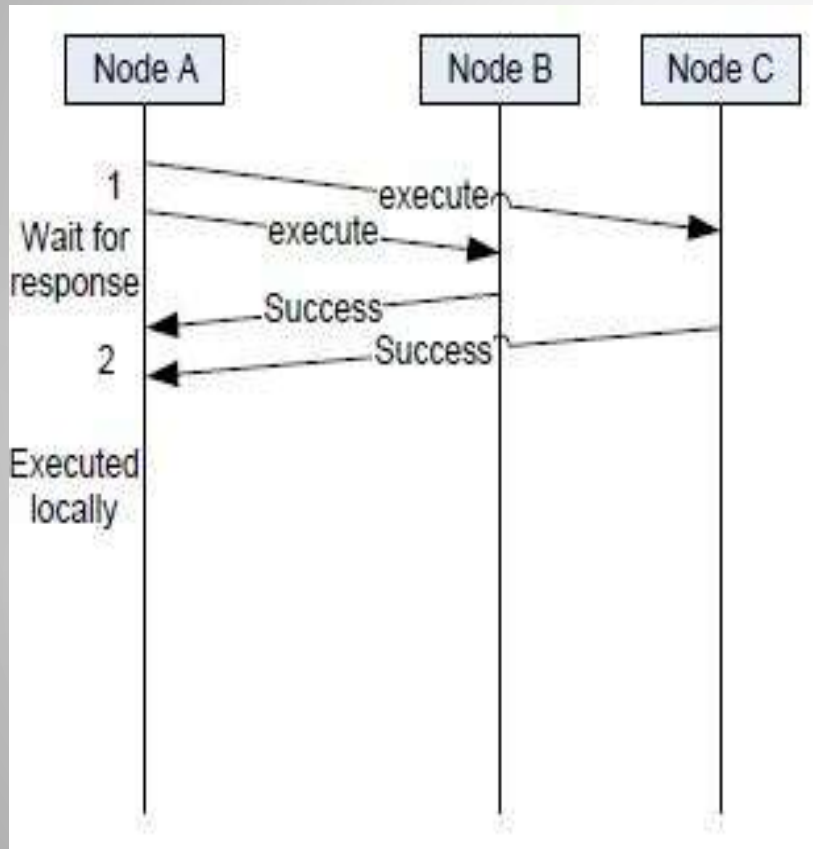 Node A
Node B
Node C
1
execute
Wait for
response
execute
Success
2
Success
Executed
locally